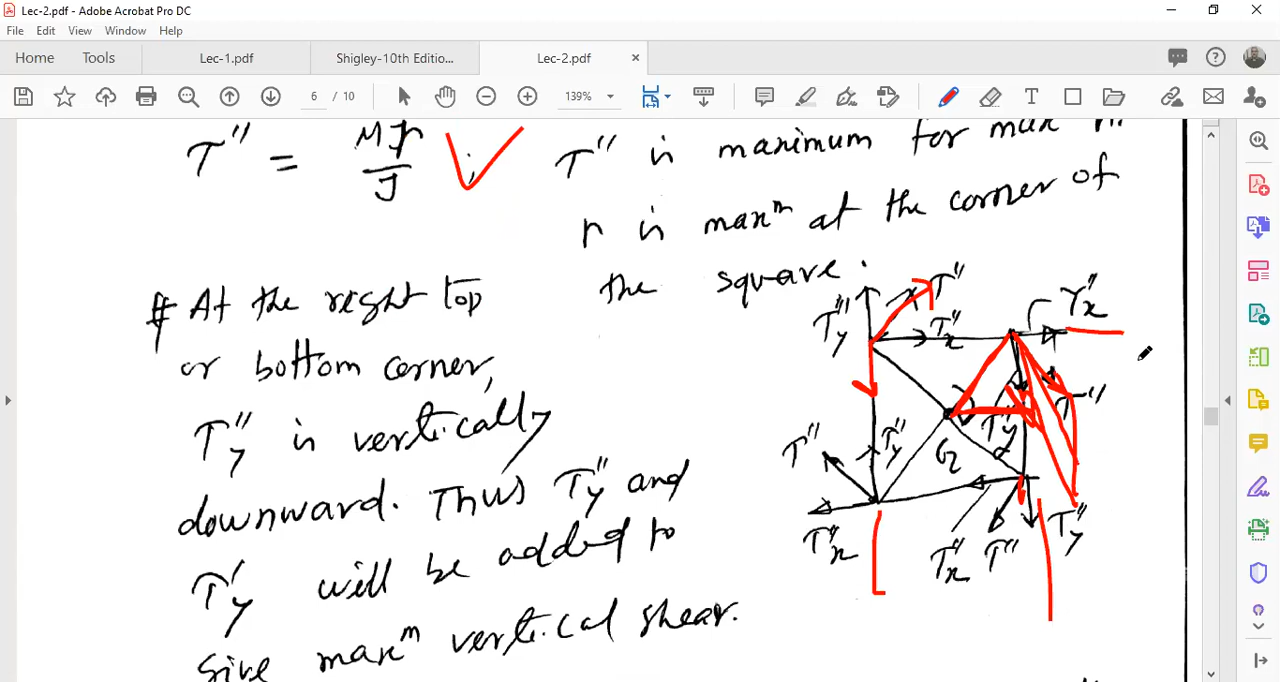 Lec-2.pdf - Adobe Acrobat Pro DC
File Edit View Window Help
Home Tools Lec-1.pdf Shigley-10th Editio... Lec-2.pdf ×
6 / 10 139%
T" = Mr/J ; T" is maximum for max^m r.
r is max^m at the corner of
the square.
# At the right top
or bottom corner,
T"y is vertically
downward. Thus T"y and
T'y will be added to
give max^m vertical shear.
T"y T" T"x T"x
T"y T"y T"
T" G α
T"x T"x T" T"y